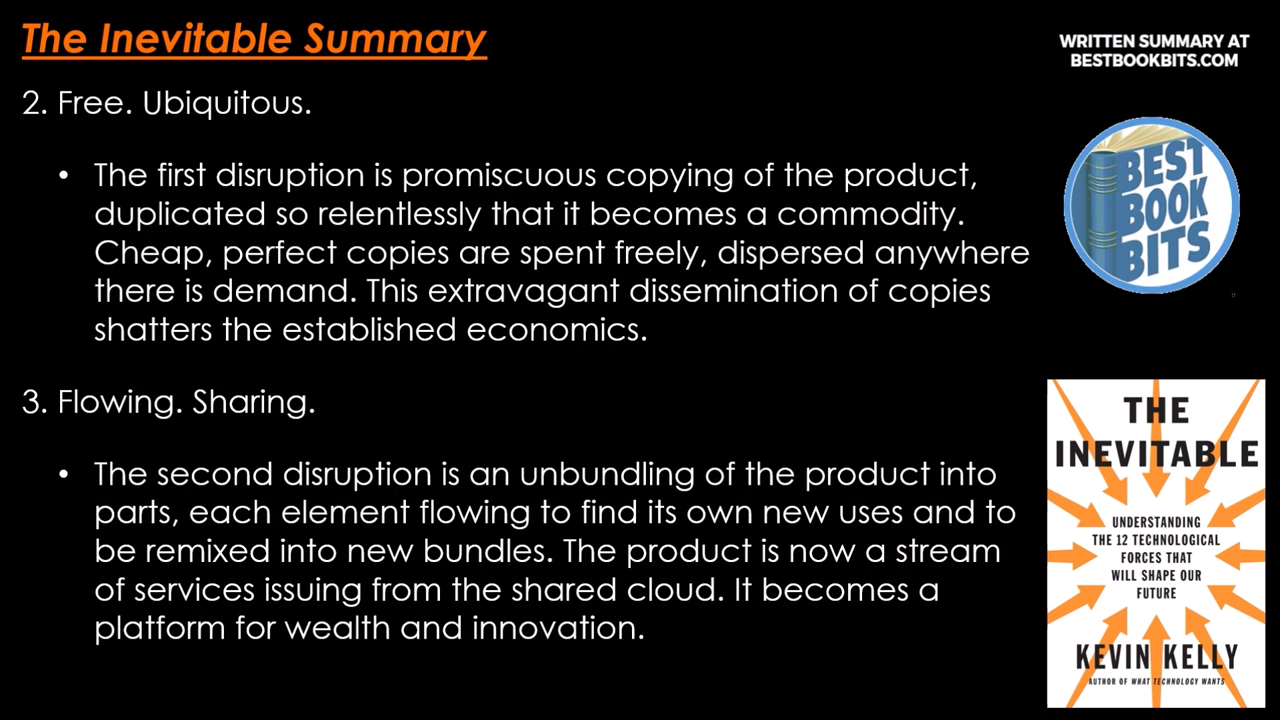 The Inevitable Summary
WRITTEN SUMMARY AT
BESTBOOKBITS.COM
2. Free. Ubiquitous.
• The first disruption is promiscuous copying of the product,
duplicated so relentlessly that it becomes a commodity.
Cheap, perfect copies are spent freely, dispersed anywhere
there is demand. This extravagant dissemination of copies
shatters the established economics.
3. Flowing. Sharing.
• The second disruption is an unbundling of the product into
parts, each element flowing to find its own new uses and to
be remixed into new bundles. The product is now a stream
of services issuing from the shared cloud. It becomes a
platform for wealth and innovation.
BEST
BOOK
BITS
THE
INEVITABLE
UNDERSTANDING
THE 12 TECHNOLOGICAL
FORCES THAT
WILL SHAPE OUR
FUTURE
KEVIN KELLY
AUTHOR OF WHAT TECHNOLOGY WANTS